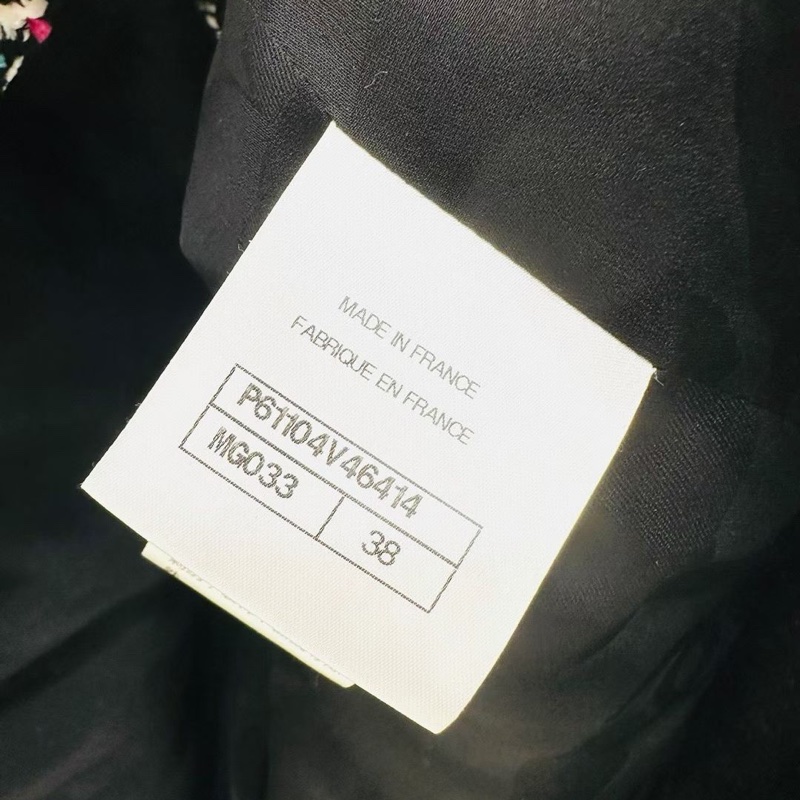 MADE IN FRANCE
FABRIQUE EN FRANCE
P61104V46414
MG033
38